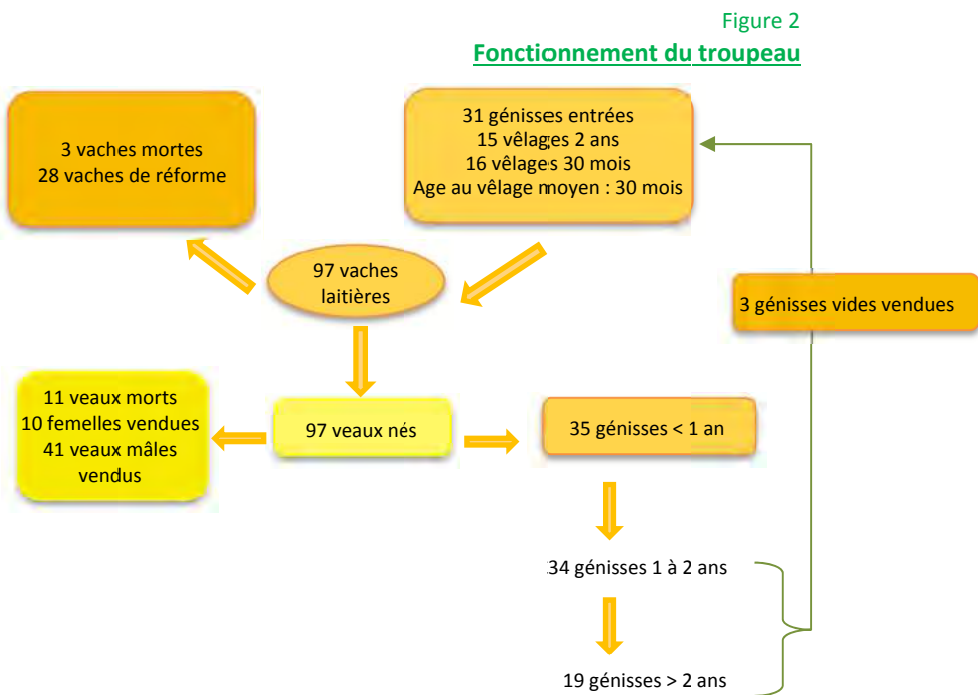 Figure 2
Fonctionnement du troupeau
3 vaches mortes
28 vaches de réforme
31 génisses entrées
15 vêlages 2 ans
16 vêlages 30 mois
Age au vêlage moyen : 30 mois
97 vaches
laitières
3 génisses vides vendues
11 veaux morts
10 femelles vendues
41 veaux mâles
vendus
97 veaux nés
35 génisses < 1 an
34 génisses 1 à 2 ans
19 génisses > 2 ans